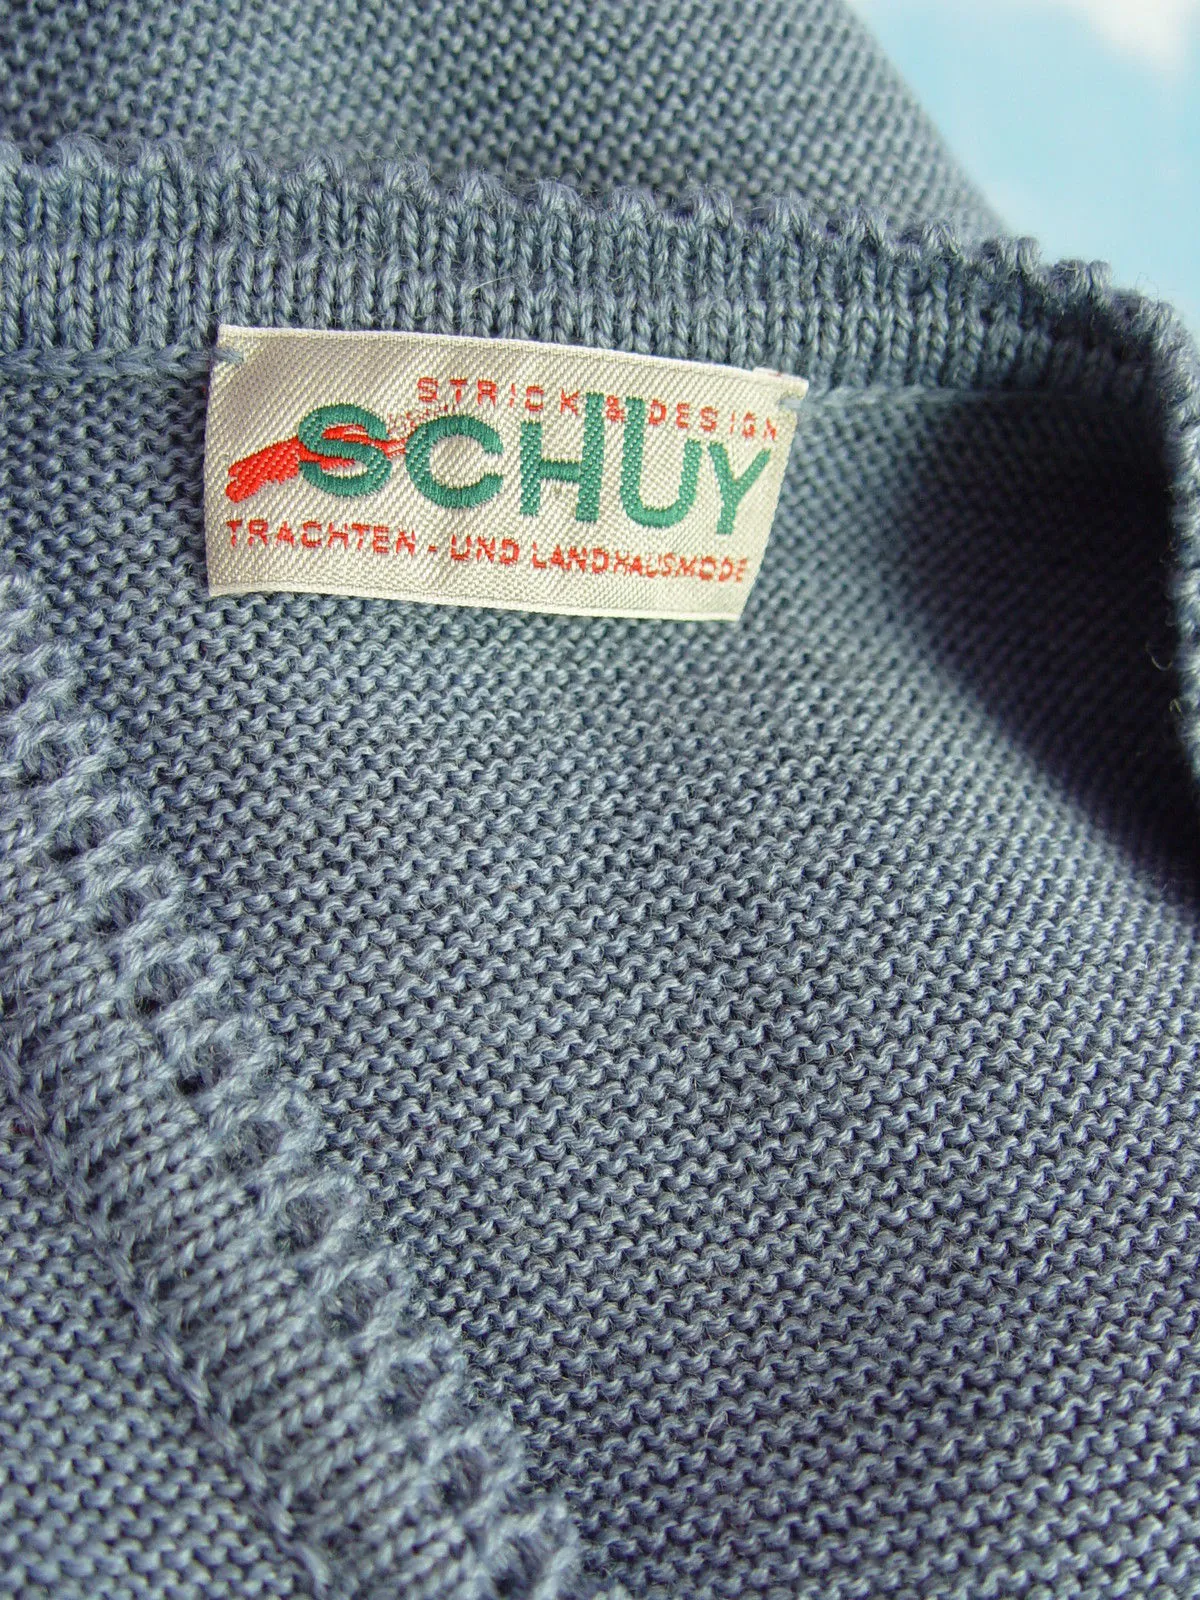 STRICK & DESIGN
SCHUY
TRACHTEN - UND LANDHAUSMODE